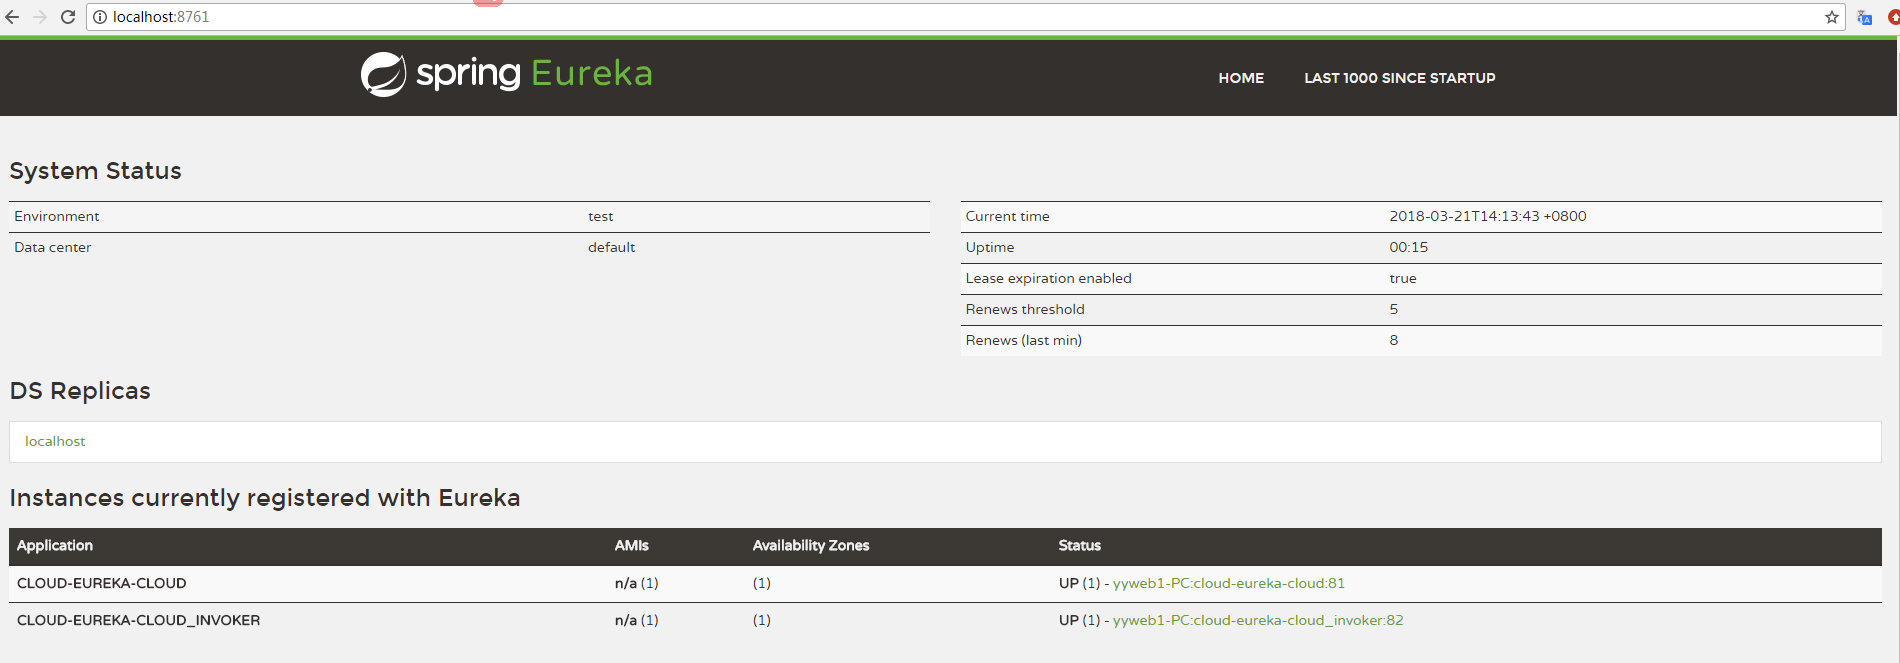 localhost:8761
spring Eureka
HOME LAST 1000 SINCE STARTUP
System Status
Environment test
Data center default
Current time 2018-03-21T14:13:43 +0800
Uptime 00:15
Lease expiration enabled true
Renews threshold 5
Renews (last min) 8
DS Replicas
localhost
Instances currently registered with Eureka
Application AMIs Availability Zones Status
CLOUD-EUREKA-CLOUD n/a (1) (1) UP (1) - yyweb1-PC:cloud-eureka-cloud:81
CLOUD-EUREKA-CLOUD_INVOKER n/a (1) (1) UP (1) - yyweb1-PC:cloud-eureka-cloud_invoker:82